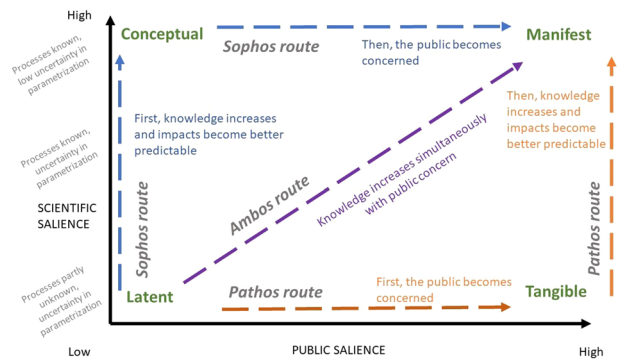 High
Processes known,
low uncertainty in
parametrization
Conceptual
Sophos route
Then, the public becomes
concerned
Manifest
First, knowledge increases
and impacts become better
predictable
Then, knowledge
increases and
impacts become
better predictable
Processes known,
uncertainty in
parametrization
SCIENTIFIC
SALIENCE
Sophos route
Ambos route
Knowledge increases simultaneously
with public concern
Pathos route
Processes partly
unknown,
uncertainty in
parametrization
Latent
Pathos route
First, the public becomes
concerned
Tangible
Low
PUBLIC SALIENCE
High